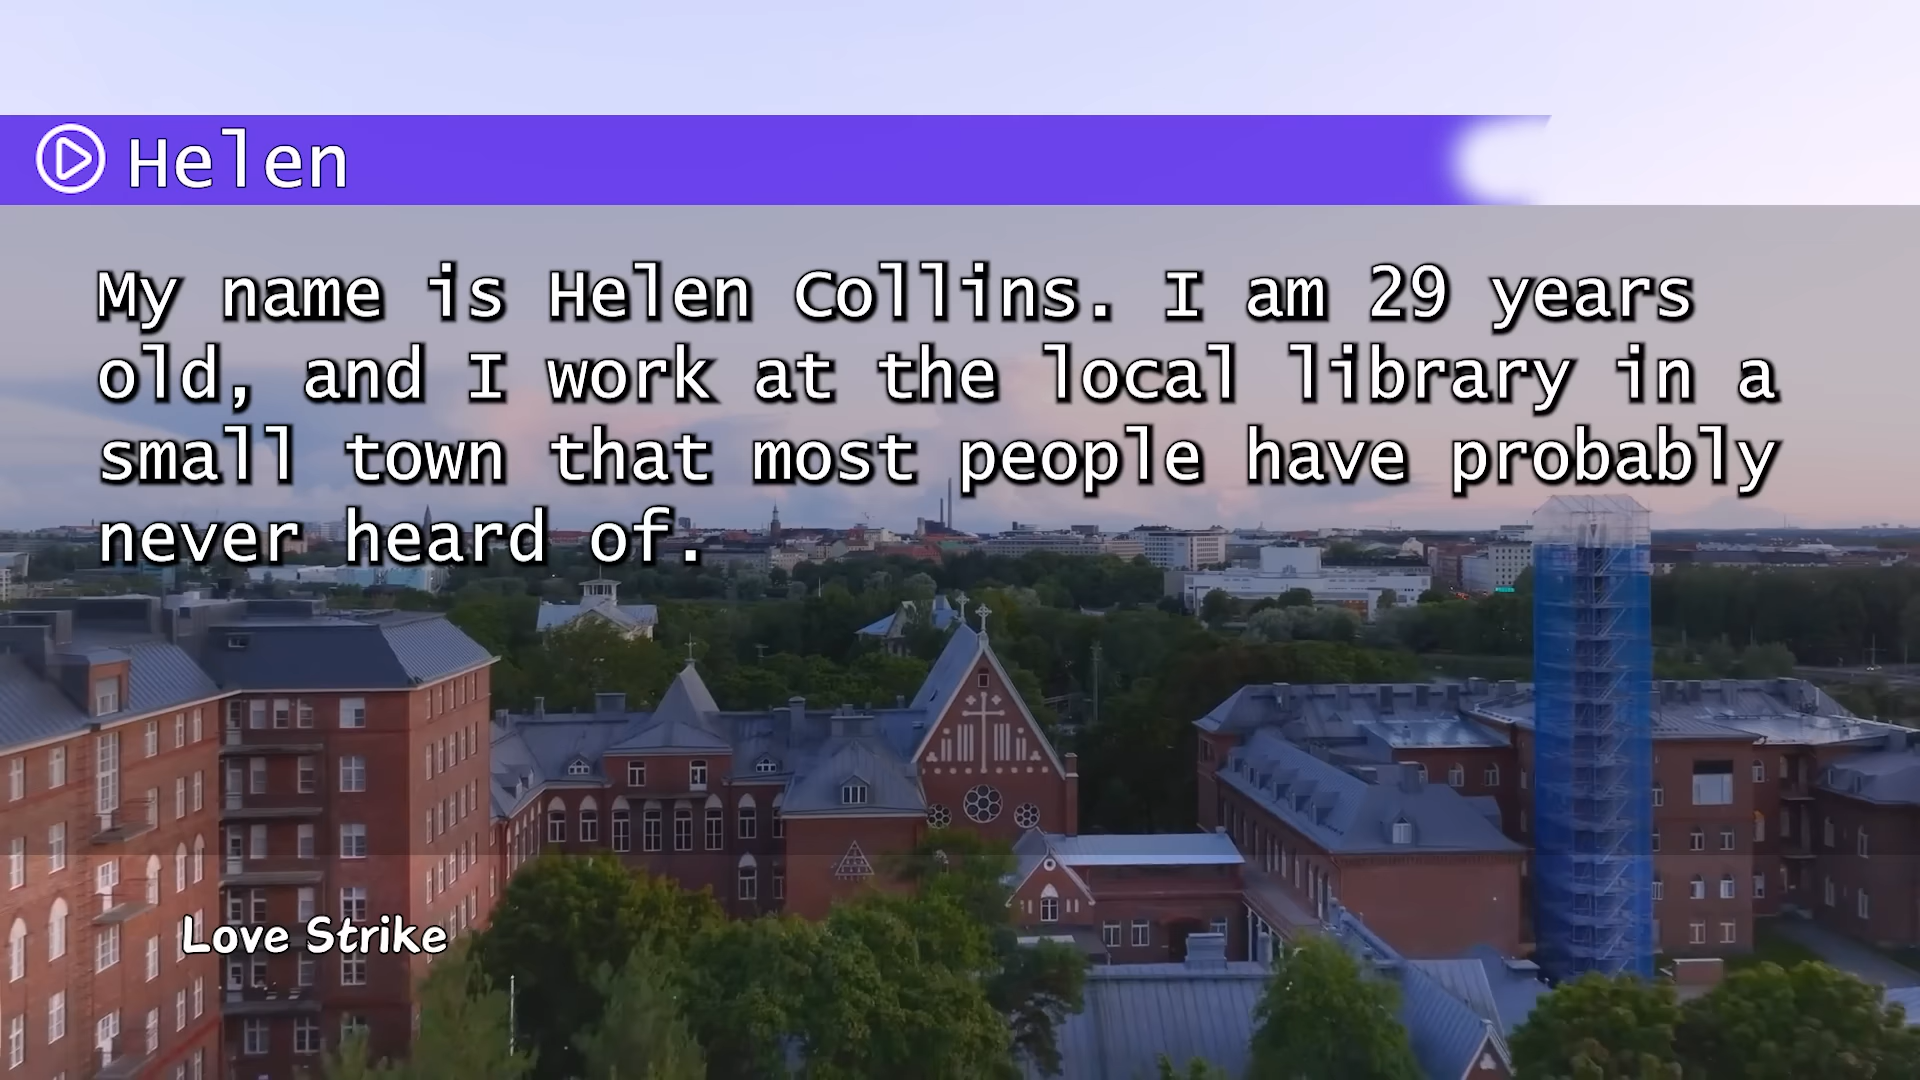 Helen
My name is Helen Collins. I am 29 years
old, and I work at the local library in a
small town that most people have probably
never heard of.
Love Strike